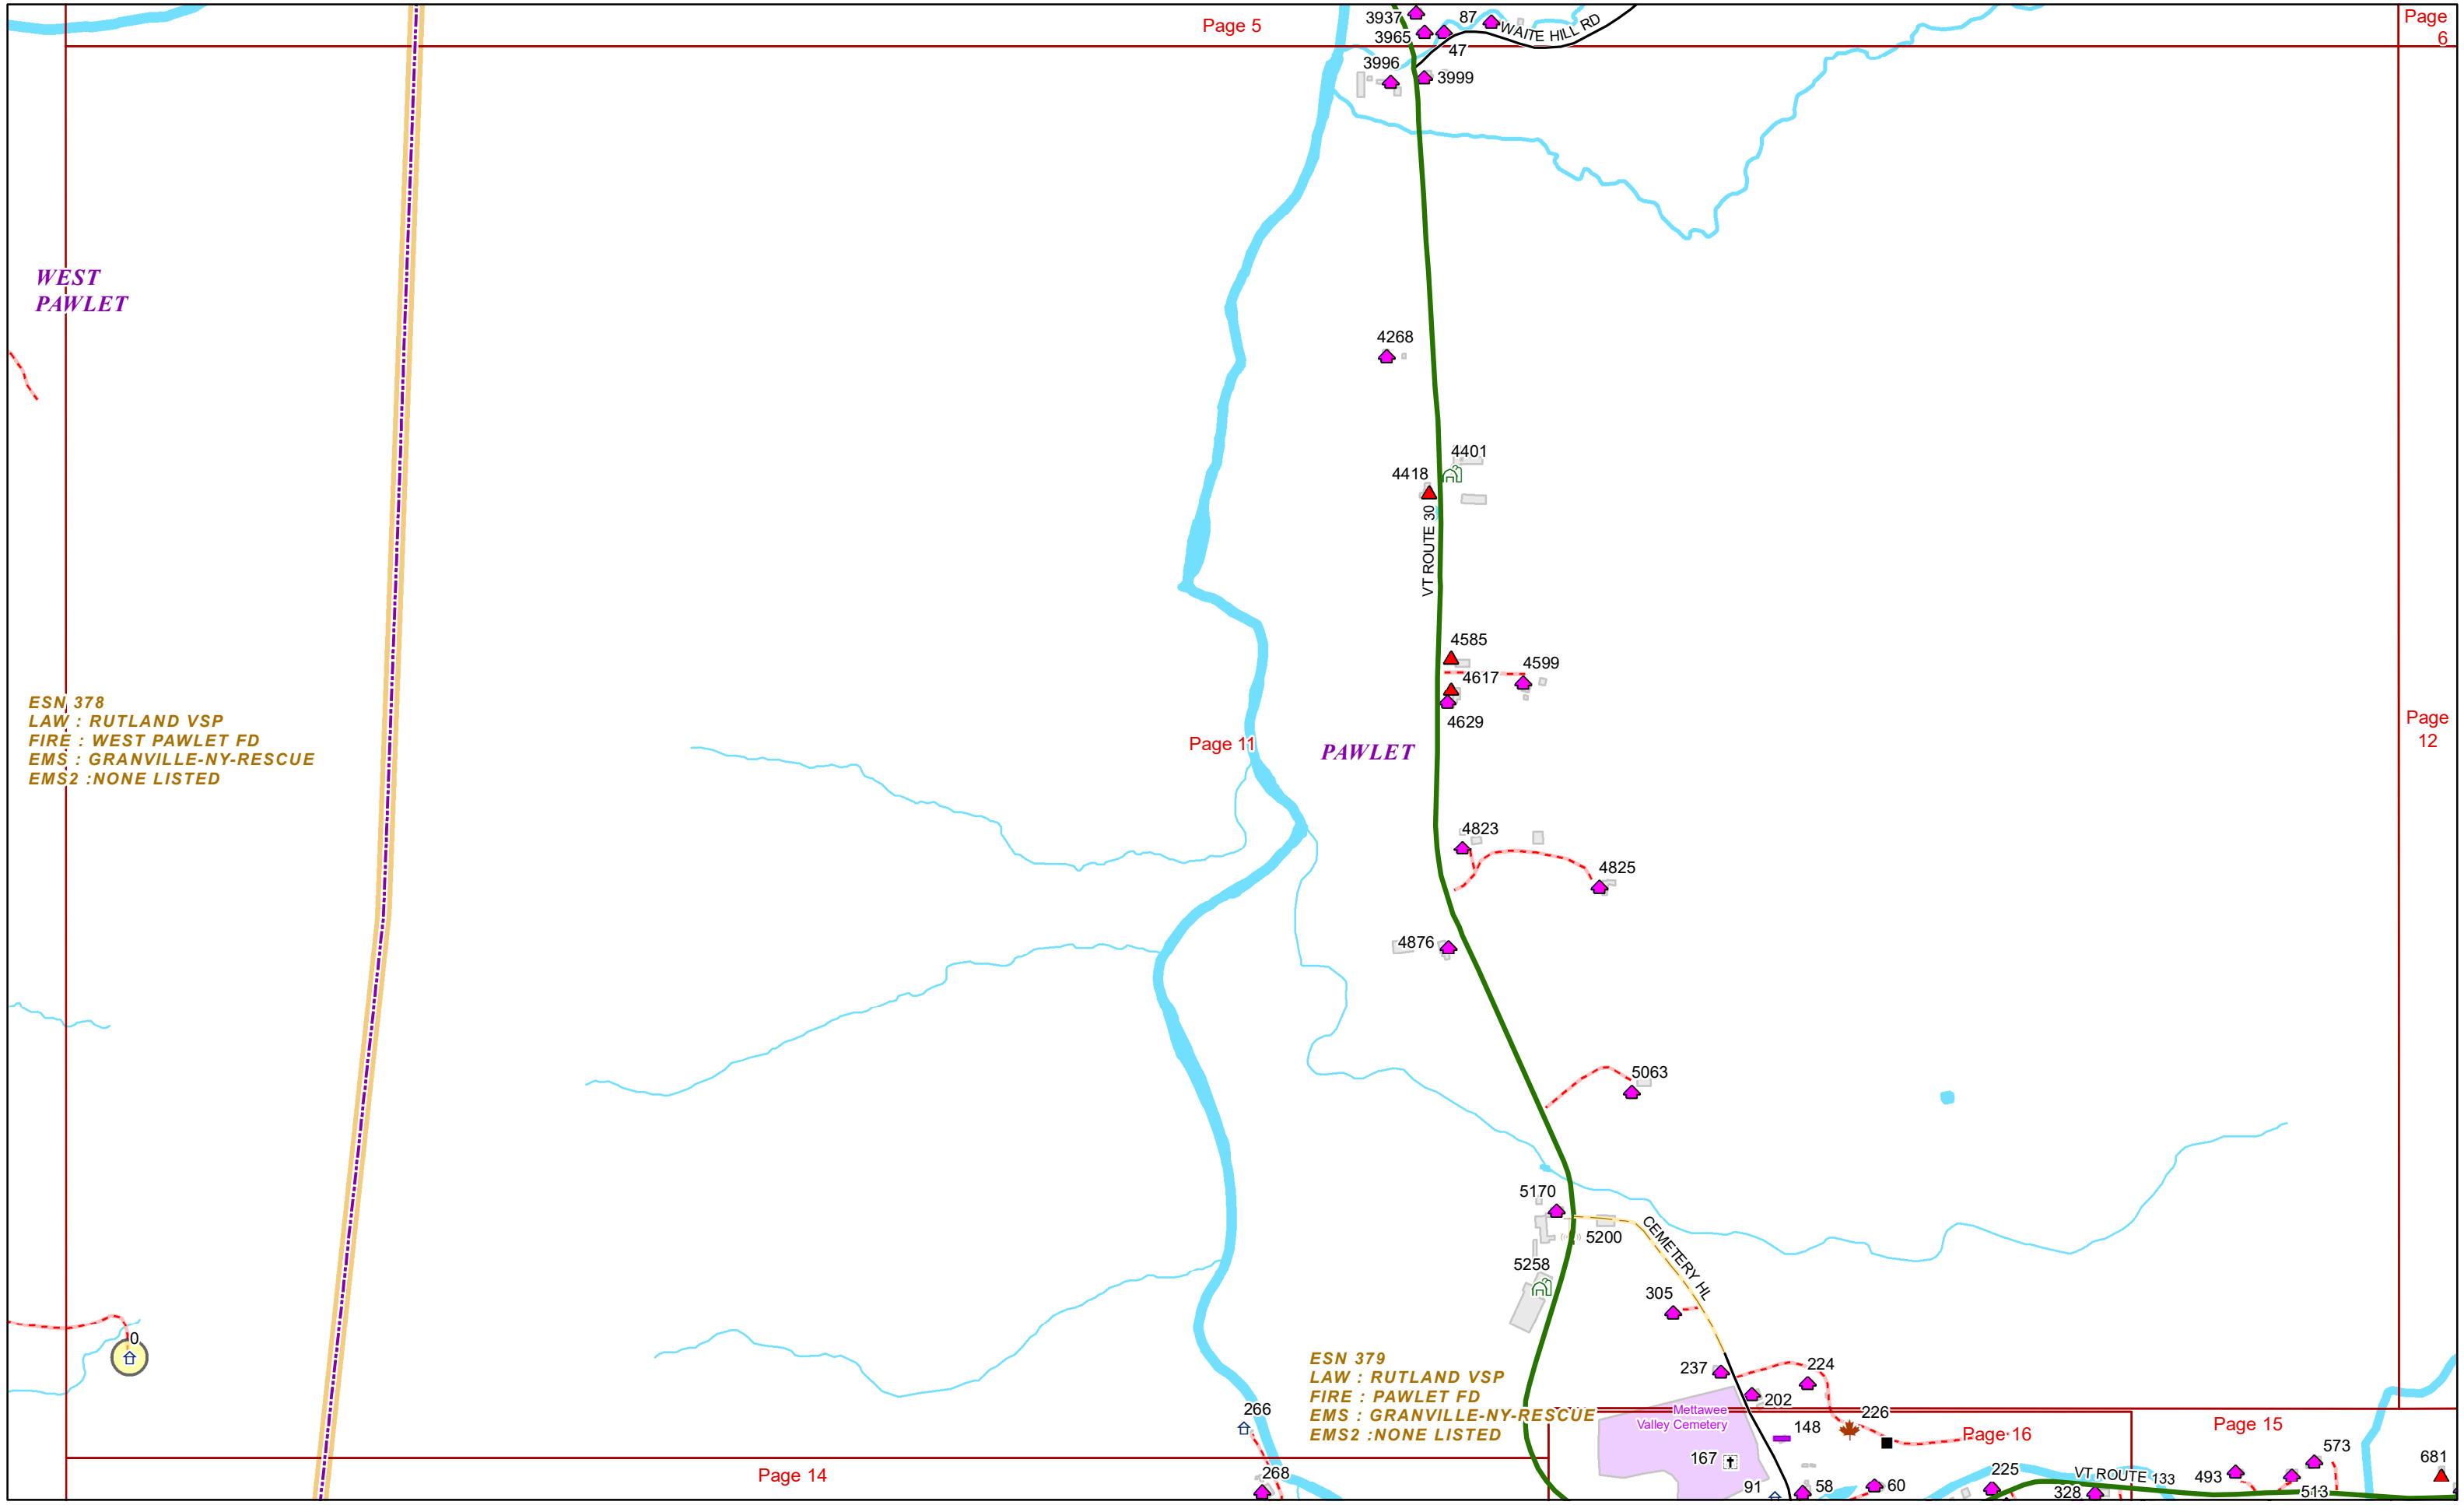 Page 5
3937
3965
87
WAITE HILL RD
47
Page
6
3996
3999
WEST
PAWLET
4268
4401
4418
VT ROUTE 30
4585
4599
4617
4629
ESN 378
LAW : RUTLAND VSP
FIRE : WEST PAWLET FD
EMS : GRANVILLE-NY-RESCUE
EMS2 :NONE LISTED
Page 11
PAWLET
Page
12
4823
4825
4876
5063
5170
5200
CEMETERY HL
5258
305
0
ESN 379
LAW : RUTLAND VSP
FIRE : PAWLET FD
EMS : GRANVILLE-NY-RESCUE
EMS2 :NONE LISTED
237
224
202
266
Mettawee
Valley Cemetery
148
226
Page 16
Page 15
167
573
681
Page 14
268
91
58
60
225
VT ROUTE 133
328
493
513